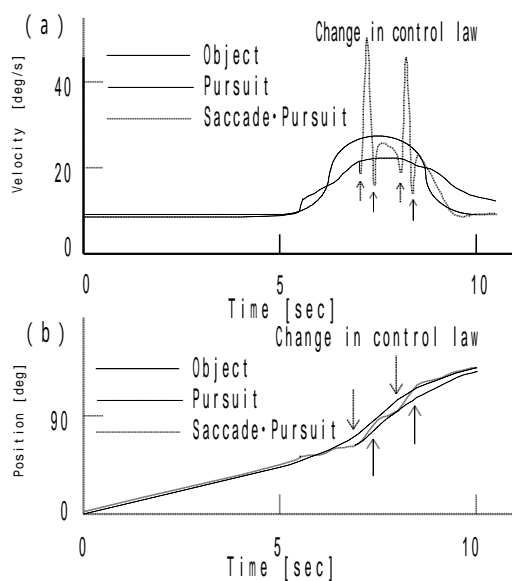 (a)
Change in control law
Object
Pursuit
Saccade・Pursuit
Velocity [deg/s]
40
20
0
0 5 10
Time [sec]
(b)
Change in control law
Object
Pursuit
Saccade・Pursuit
Position [deg]
90
0
0 5 10
Time [sec]